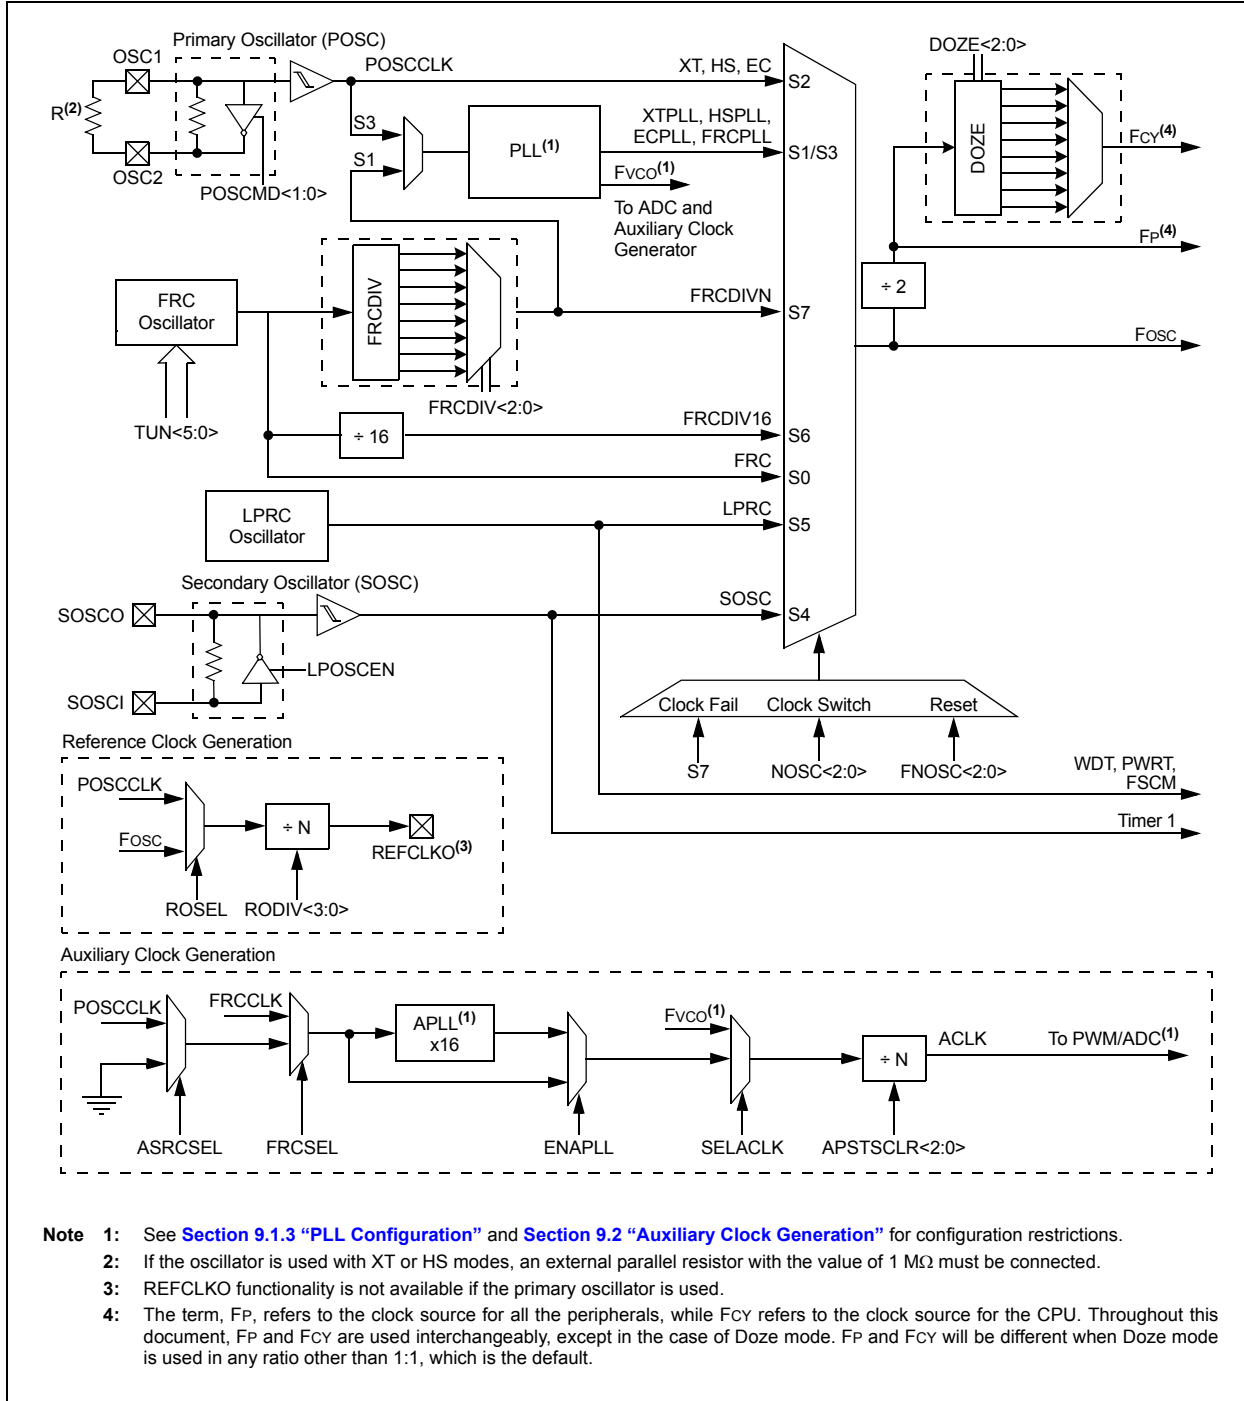 Primary Oscillator (POSC)
OSC1
R(2)
OSC2
POSCMD<1:0>
POSCCLK
XT, HS, EC
S2
S3
S1
PLL(1)
XTPLL, HSPLL,
ECPLL, FRCPLL
S1/S3
FVCO(1)
To ADC and
Auxiliary Clock
Generator
DOZE<2:0>
DOZE
FCY(4)
FP(4)
÷ 2
FOSC
FRC
Oscillator
TUN<5:0>
FRCDIV
FRCDIV<2:0>
FRCDIVN
S7
÷ 16
FRCDIV16
S6
FRC
S0
LPRC
Oscillator
LPRC
S5
Secondary Oscillator (SOSC)
SOSCO
SOSCI
LPOSCEN
SOSC
S4
Clock Fail
Clock Switch
Reset
S7
NOSC<2:0>
FNOSC<2:0>
WDT, PWRT,
FSCM
Timer 1
Reference Clock Generation
POSCCLK
FOSC
÷ N
REFCLKO(3)
ROSEL
RODIV<3:0>
Auxiliary Clock Generation
POSCCLK
FRCCLK
APLL(1)
x16
FVCO(1)
÷ N
ACLK
To PWM/ADC(1)
ASRCSEL
FRCSEL
ENAPLL
SELACLK
APSTSCLR<2:0>
Note 1: See Section 9.1.3 “PLL Configuration” and Section 9.2 “Auxiliary Clock Generation” for configuration restrictions.
2: If the oscillator is used with XT or HS modes, an external parallel resistor with the value of 1 MΩ must be connected.
3: REFCLKO functionality is not available if the primary oscillator is used.
4: The term, FP, refers to the clock source for all the peripherals, while FCY refers to the clock source for the CPU. Throughout this
document, FP and FCY are used interchangeably, except in the case of Doze mode. FP and FCY will be different when Doze mode
is used in any ratio other than 1:1, which is the default.